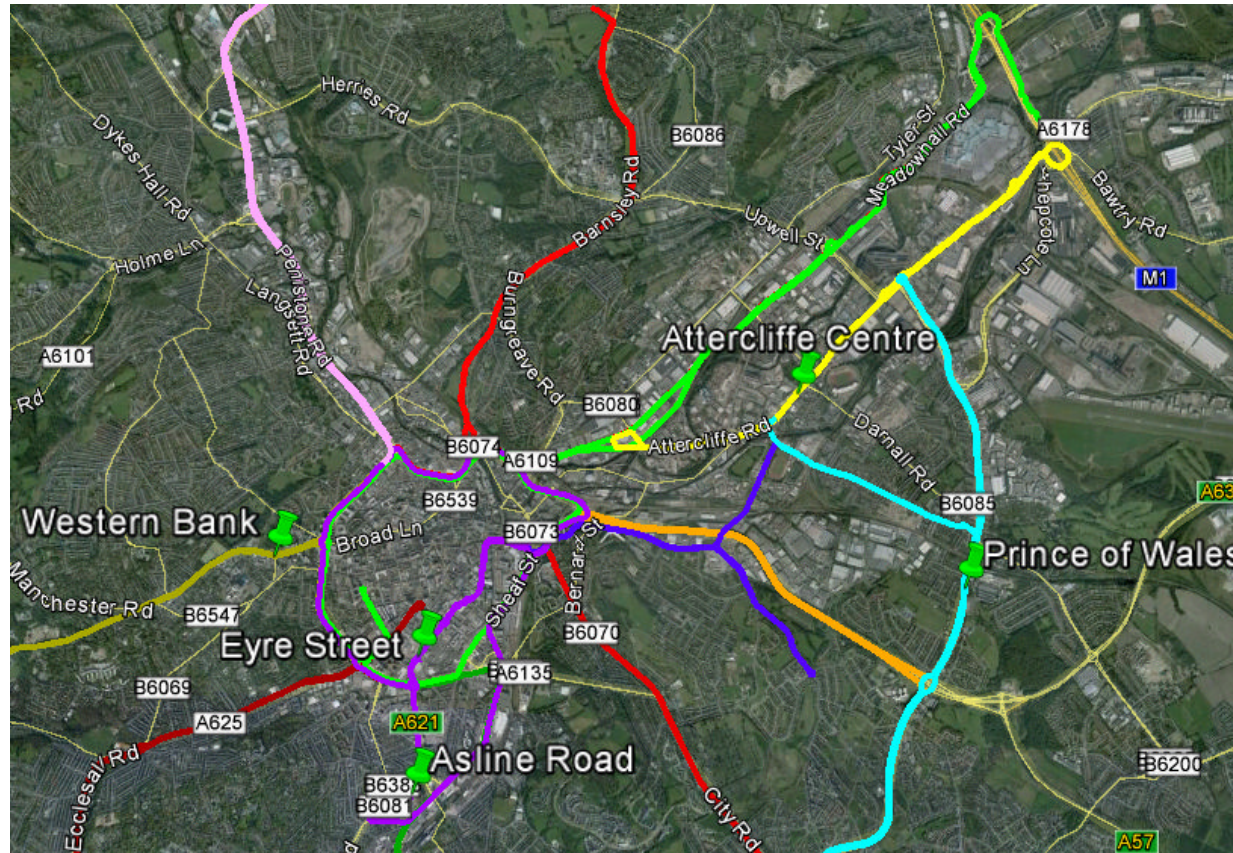 Herries Rd
B6086
Tyler St
Meadowhall Rd
A6178
Dykes Hall Rd
Barnsley Rd
Bawtry Rd
Upwell St
Shepcote Ln
Holme Ln
Penistone Rd
Langsett Rd
M1
Burngreave Rd
Attercliffe Centre
A6101
Rd
B6080
Darnall Rd
Attercliffe Rd
B6074
A6109
B6539
B6085
A63
Western Bank
Broad Ln
B6073
Bernard St
Prince of Wales
Manchester Rd
Sheaf St
B6547
Eyre Street
B6070
B6069
A6135
A625
A621
Asline Road
B638
B6081
City Rd
Ecclesall Rd
B6200
A57